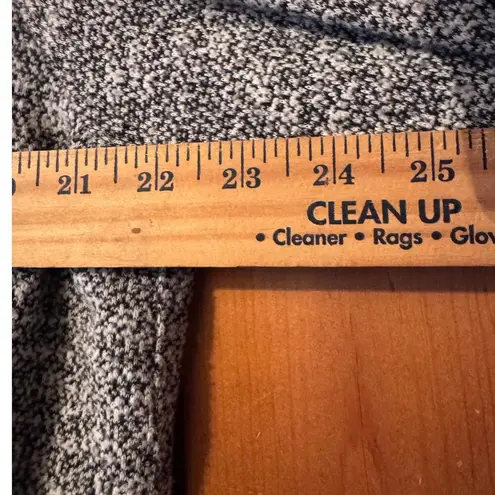 21 22 23 24 25
CLEAN UP
• Cleaner • Rags •